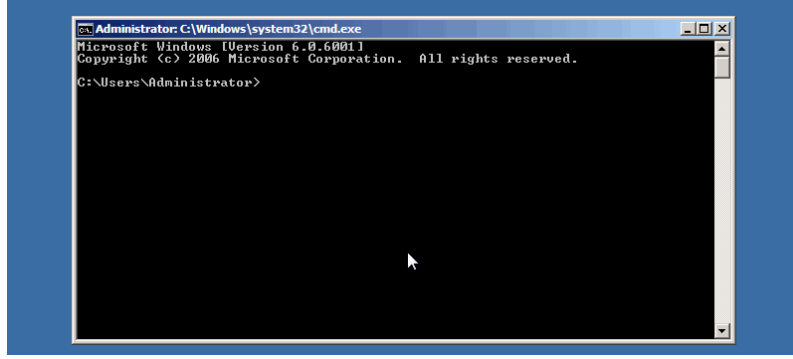 Administrator: C:\Windows\system32\cmd.exe
Microsoft Windows [Version 6.0.6001]
Copyright (c) 2006 Microsoft Corporation.  All rights reserved.
C:\Users\Administrator>